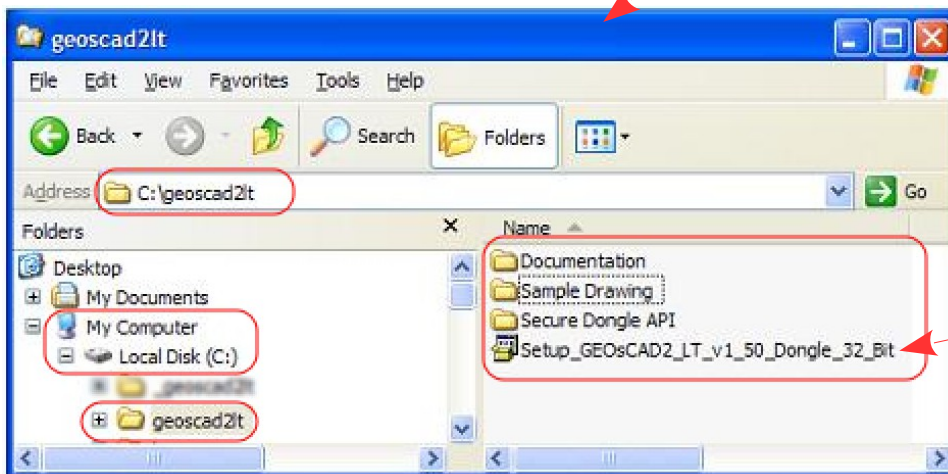 geoscad2lt
File Edit View Favorites Tools Help
Back Search Folders
Address C:\geoscad2lt Go
Folders
Name
Desktop
My Documents
My Computer
Local Disk (C:)
_geoscad2lt
geoscad2lt
Documentation
Sample Drawing
Secure Dongle API
Setup_GEOsCAD2_LT_v1_50_Dongle_32_Bit